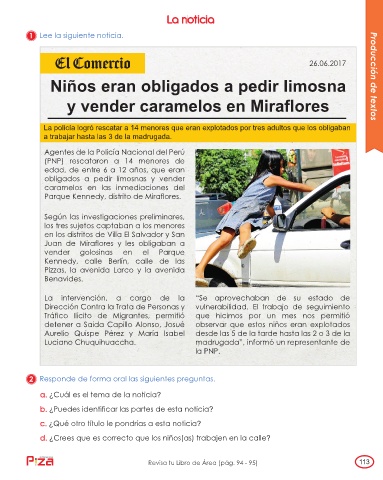 La noticia
1 Lee la siguiente noticia.
Producción de textos
El Comercio
26.06.2017
Niños eran obligados a pedir limosna
y vender caramelos en Miraflores
La policía logró rescatar a 14 menores que eran explotados por tres adultos que los obligaban
a trabajar hasta las 3 de la madrugada.
Agentes de la Policía Nacional del Perú
(PNP) rescataron a 14 menores de
edad, de entre 6 a 12 años, que eran
obligados a pedir limosnas y vender
caramelos en las inmediaciones del
Parque Kennedy, distrito de Miraflores.
Según las investigaciones preliminares,
los tres sujetos captaban a los menores
en los distritos de Villa El Salvador y San
Juan de Miraflores y les obligaban a
vender golosinas en el Parque
Kennedy, calle Berlín, calle de las
Pizzas, la avenida Larco y la avenida
Benavides.
La intervención, a cargo de la
Dirección Contra la Trata de Personas y
Tráfico Ilícito de Migrantes, permitió
detener a Saida Capillo Alonso, Josué
Aurelio Quispe Pérez y María Isabel
Luciano Chuquihuaccha.
"Se aprovechaban de su estado de
vulnerabilidad. El trabajo de seguimiento
que hicimos por un mes nos permitió
observar que estos niños eran explotados
desde las 5 de la tarde hasta las 2 o 3 de la
madrugada", informó un representante de
la PNP.
2 Responde de forma oral las siguientes preguntas.
a. ¿Cuál es el tema de la noticia?
b. ¿Puedes identificar las partes de esta noticia?
c. ¿Qué otro título le pondrías a esta noticia?
d. ¿Crees que es correcto que los niños(as) trabajen en la calle?
Revisa tu Libro de Área (pág. 94 - 95)
113